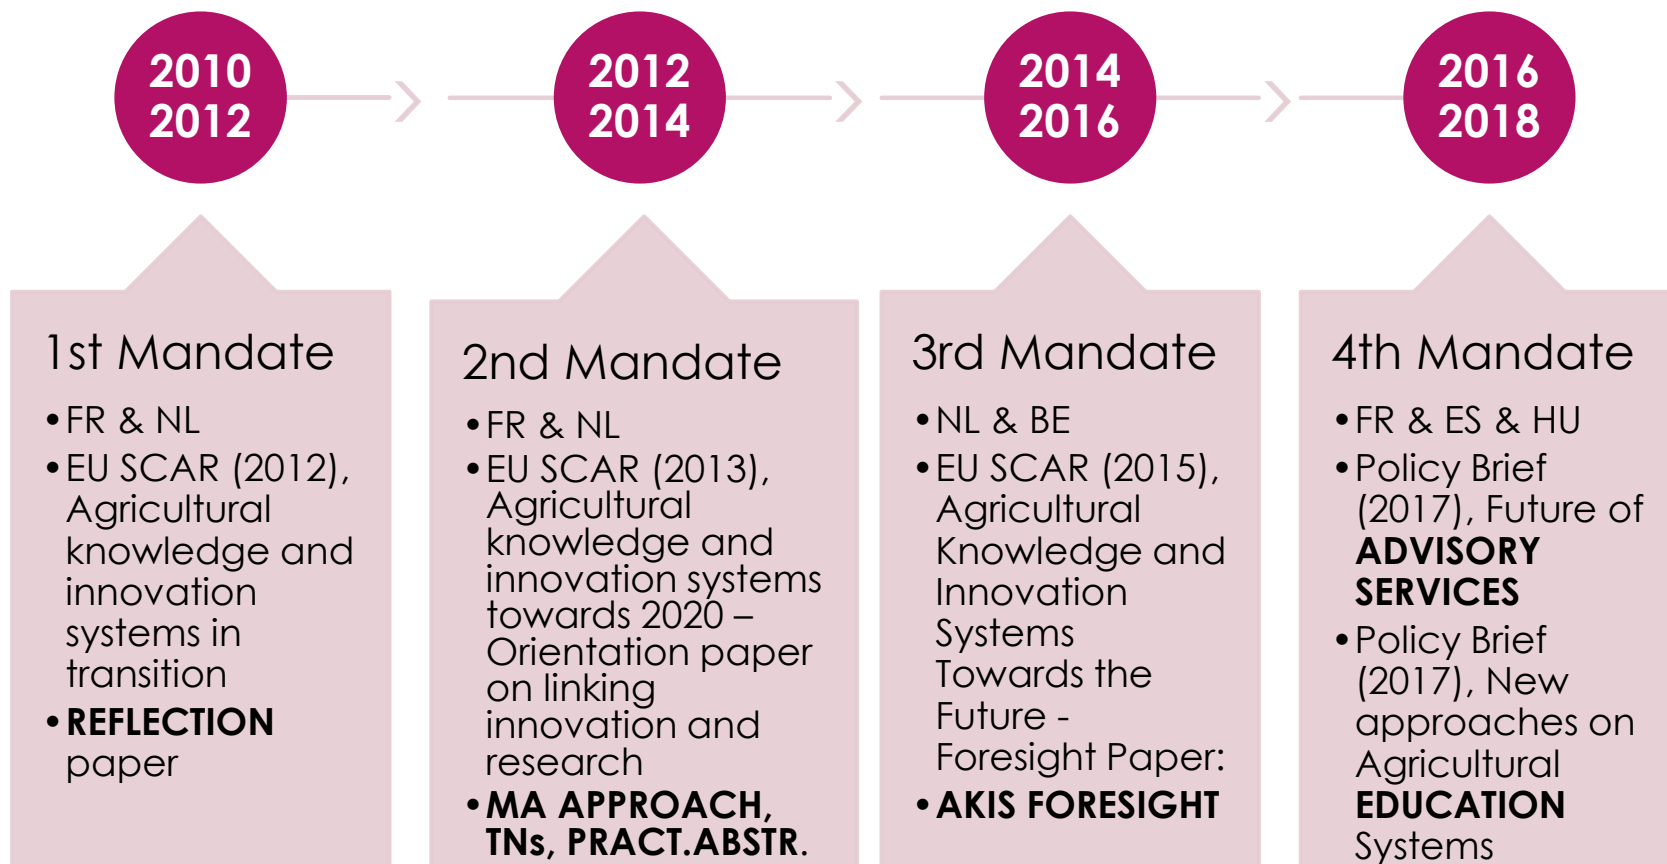 2010
2012
2012
2014
2014
2016
2016
2018
1st Mandate
•FR & NL
•EU SCAR (2012),
Agricultural
knowledge and
innovation
systems in
transition
•REFLECTION
paper
2nd Mandate
•FR & NL
•EU SCAR (2013),
Agricultural
knowledge and
innovation systems
towards 2020 –
Orientation paper
on linking
innovation and
research
•MA APPROACH,
TNs, PRACT.ABSTR.
3rd Mandate
•NL & BE
•EU SCAR (2015),
Agricultural
Knowledge and
Innovation
Systems
Towards the
Future -
Foresight Paper:
•AKIS FORESIGHT
4th Mandate
•FR & ES & HU
•Policy Brief
(2017), Future of
ADVISORY
SERVICES
•Policy Brief
(2017), New
approaches on
Agricultural
EDUCATION
Systems